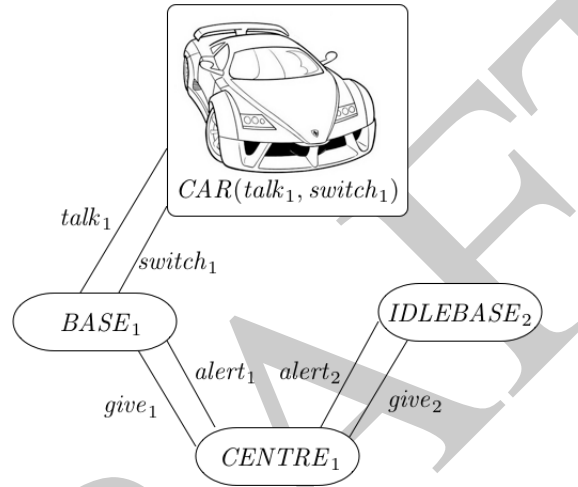 CAR(talk₁, switch₁)
talk₁
switch₁
BASE₁
IDLEBASE₂
alert₁ alert₂
give₁
give₂
CENTRE₁